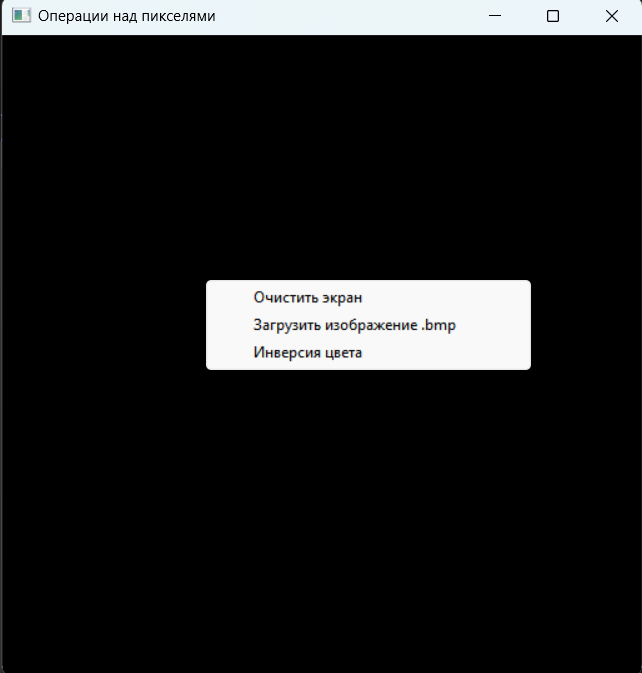 Операции над пикселями
Очистить экран
Загрузить изображение .bmp
Инверсия цвета